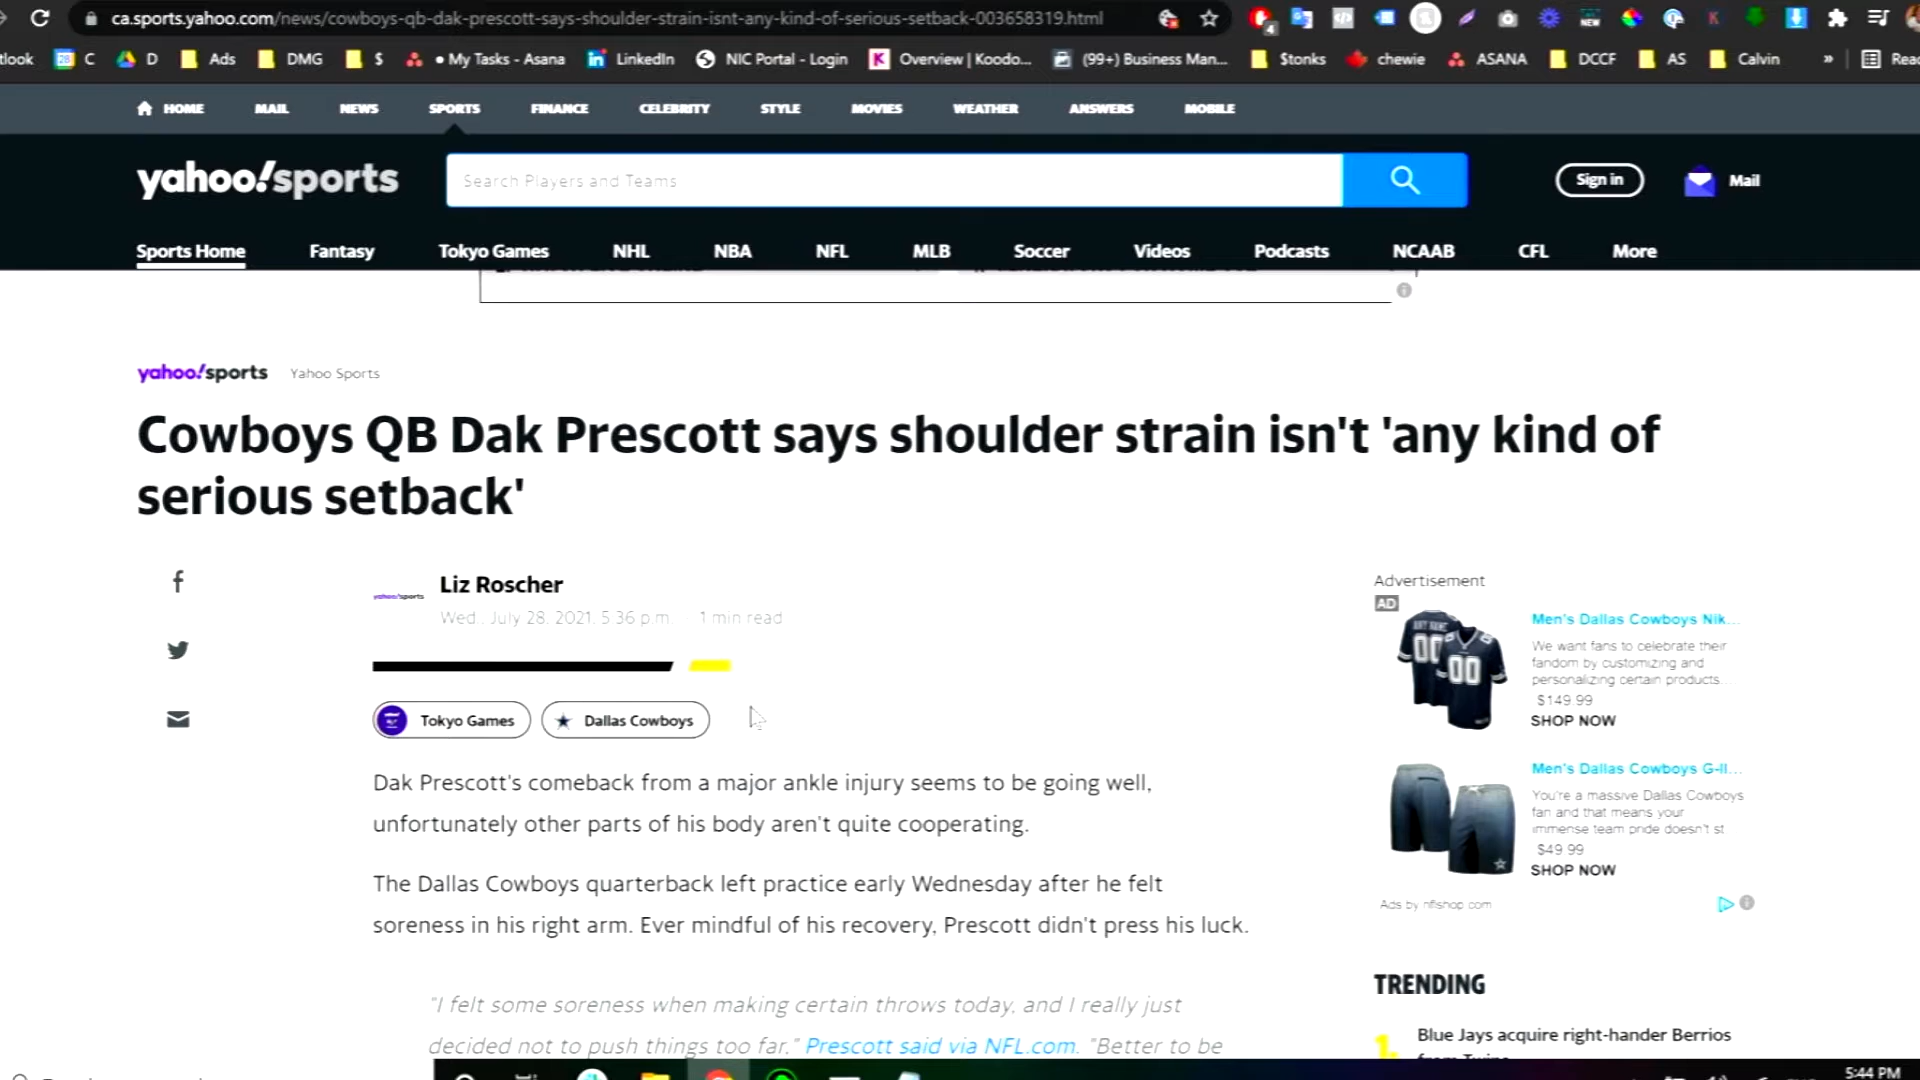 ca.sports.yahoo.com/news/cowboys-qb-dak-prescott-says-shoulder-strain-isnt-any-kind-of-serious-setback-003658319.html
4
NEW
tlook
28
C
D
Ads
DMG
$
• My Tasks - Asana
LinkedIn
NIC Portal - Login
Overview | Koodo...
(99+) Business Man...
$tonks
chewie
ASANA
DCCF
AS
Calvin
»
HOME
MAIL
NEWS
SPORTS
FINANCE
CELEBRITY
STYLE
MOVIES
WEATHER
ANSWERS
MOBILE
yahoo!sports
Search Players and Teams
Sign in
Mail
Sports Home
Fantasy
Tokyo Games
NHL
NBA
NFL
MLB
Soccer
Videos
Podcasts
NCAAB
CFL
More
yahoo!sports
Yahoo Sports
Cowboys QB Dak Prescott says shoulder strain isn't 'any kind of
serious setback'
yahoo!sports
Liz Roscher
Wed., July 28, 2021, 5:36 p.m.
1 min read
Tokyo Games
Dallas Cowboys
Dak Prescott's comeback from a major ankle injury seems to be going well,
unfortunately other parts of his body aren't quite cooperating.
The Dallas Cowboys quarterback left practice early Wednesday after he felt
soreness in his right arm. Ever mindful of his recovery, Prescott didn't press his luck.
"I felt some soreness when making certain throws today, and I really just
decided not to push things too far," Prescott said via NFL.com. "Better to be
Advertisement
AD
00
00
Men's Dallas Cowboys Nik...
We want fans to celebrate their
fandom by customizing and
personalizing certain products...
$149.99
SHOP NOW
Men's Dallas Cowboys G-II...
You're a massive Dallas Cowboys
fan and that means your
immense team pride doesn't st
$49.99
SHOP NOW
Ads by nflshop.com
TRENDING
1.
Blue Jays acquire right-hander Berrios
from Twins
5:44 PM